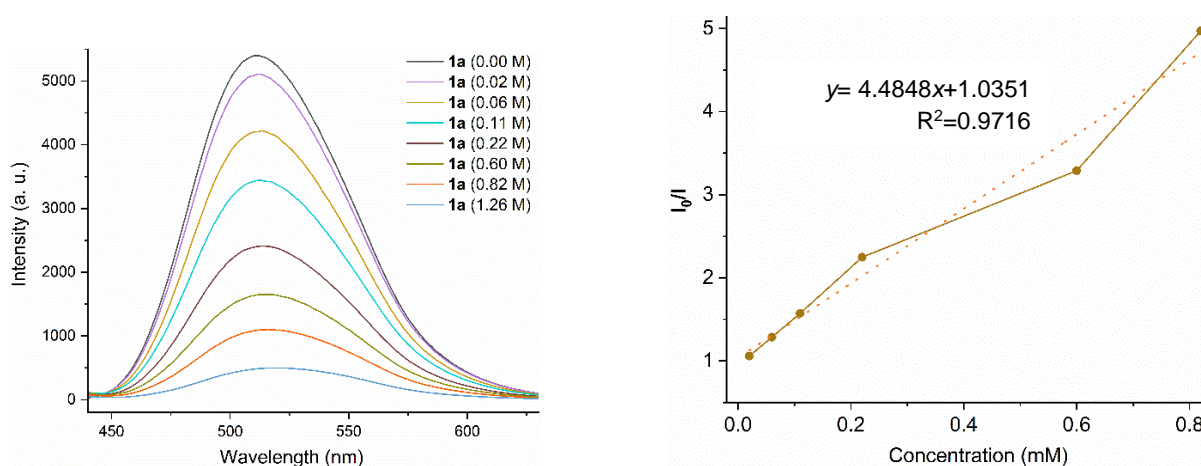 5000
4000
3000
2000
1000
0
Intensity (a. u.)
1a (0.00 M)
1a (0.02 M)
1a (0.06 M)
1a (0.11 M)
1a (0.22 M)
1a (0.60 M)
1a (0.82 M)
1a (1.26 M)
450 500 550 600
Wavelength (nm)
5
4
3
2
1
I₀/I
y= 4.4848x+1.0351
R²=0.9716
0.0 0.2 0.4 0.6 0.8
Concentration (mM)